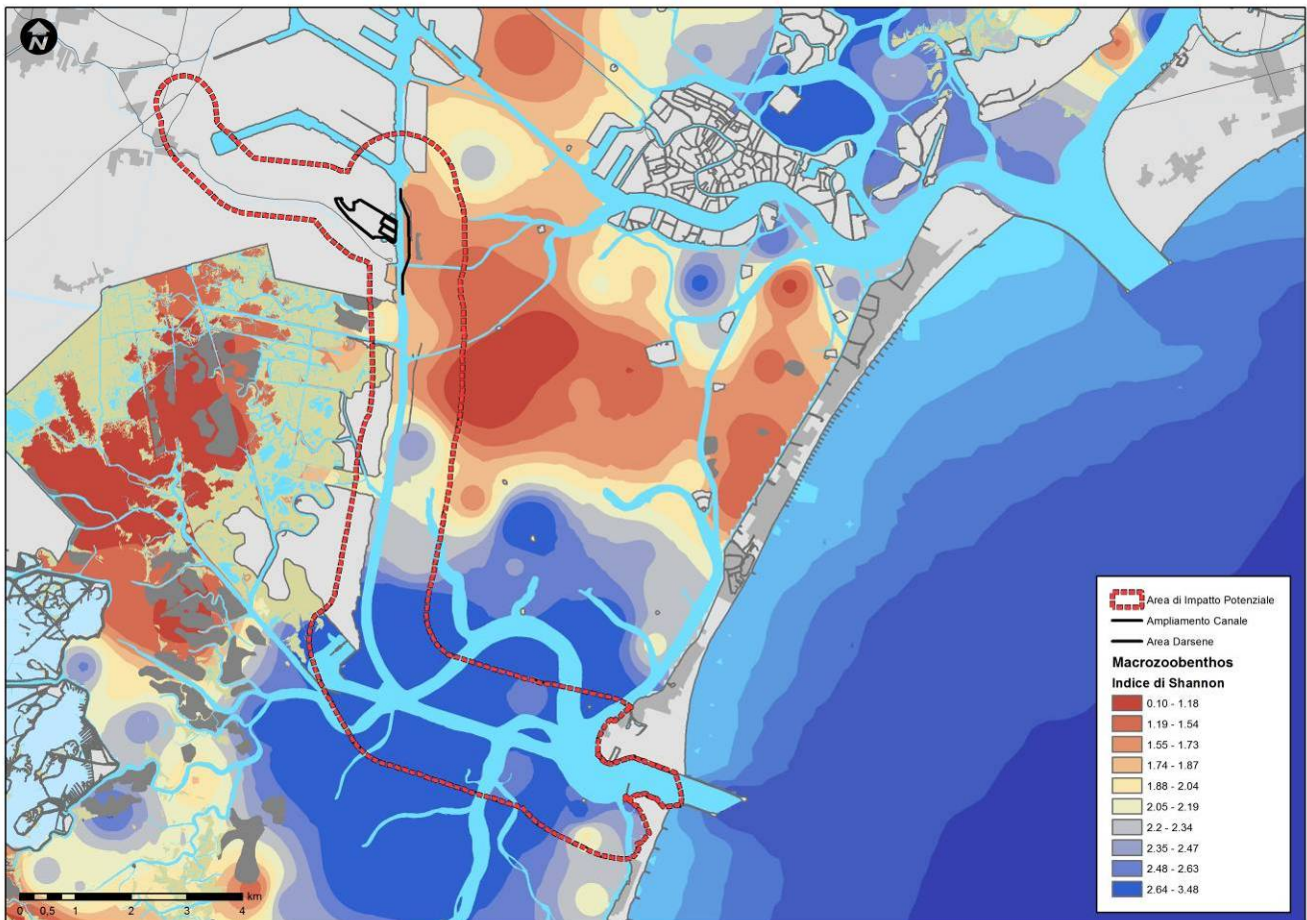 N
Area di Impatto Potenziale
Ampliamento Canale
Area Darsene
Macrozoobenthos
Indice di Shannon
0.10 - 1.18
1.19 - 1.54
1.55 - 1.73
1.74 - 1.87
1.88 - 2.04
2.05 - 2.19
2.2 - 2.34
2.35 - 2.47
2.48 - 2.63
2.64 - 3.48
km
0 0,5 1 2 3 4